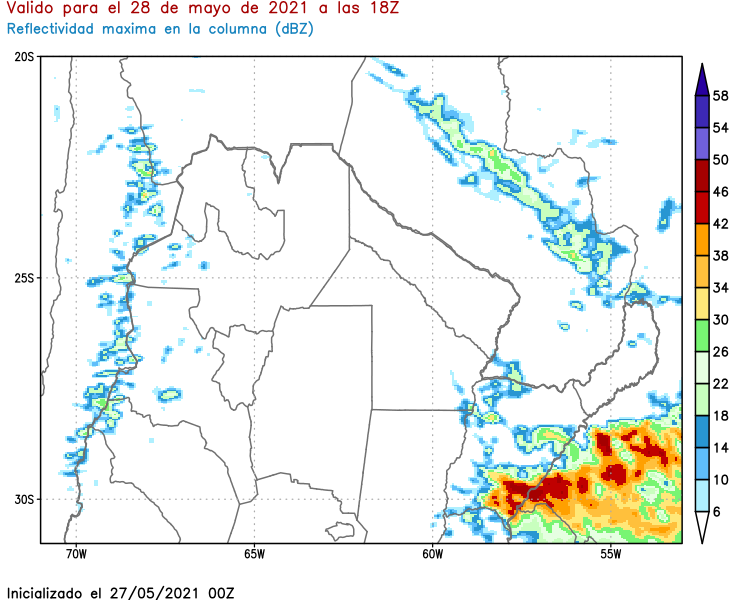 Valido para el 28 de mayo de 2021 a las 18Z
Reflectividad maxima en la columna (dBZ)
20S
25S
30S
70W
65W
60W
55W
58
54
50
46
42
38
34
30
26
22
18
14
10
6
Inicializado el 27/05/2021 00Z